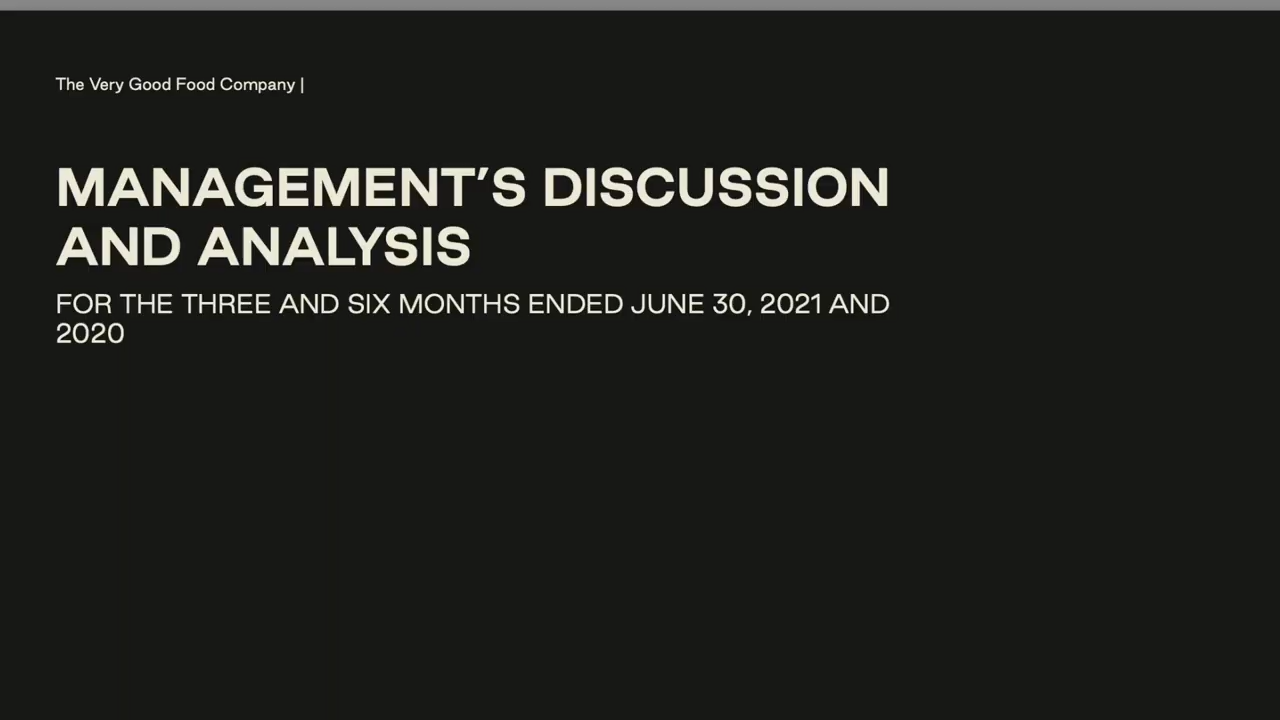 The Very Good Food Company |
MANAGEMENT’S DISCUSSION
AND ANALYSIS
FOR THE THREE AND SIX MONTHS ENDED JUNE 30, 2021 AND
2020